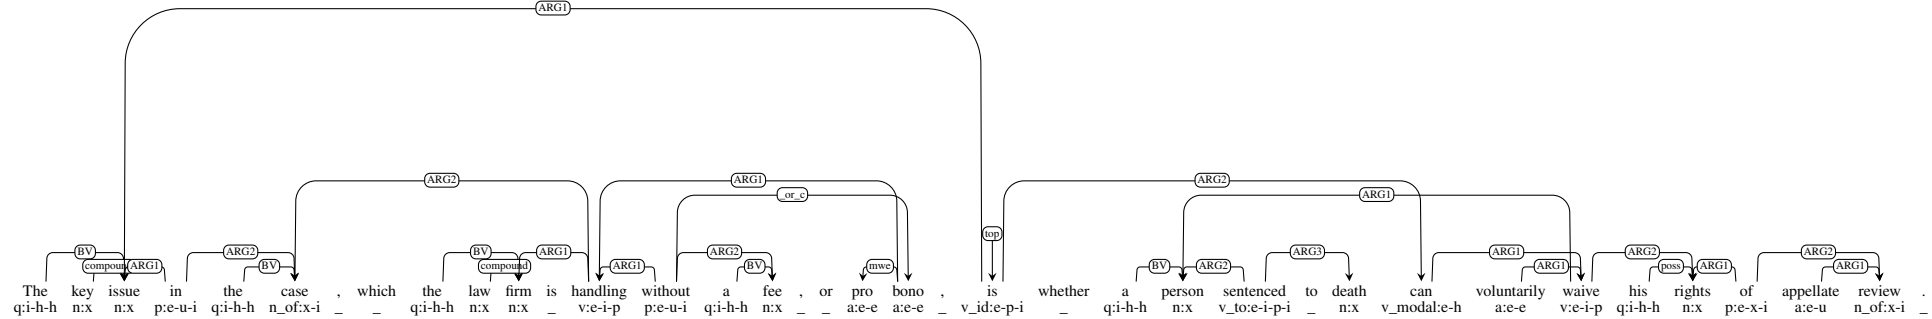 ARG1
ARG2 ARG1 ARG2
_or_c ARG1
top
BV ARG2 BV ARG1 ARG2 ARG3 ARG1 ARG2 ARG2
compound ARG1 BV compound ARG1 BV mwe BV ARG2 ARG1 poss ARG1 ARG1
The key issue in the case , which the law firm is handling without a fee , or pro bono , is whether a person sentenced to death can voluntarily waive his rights of appellate review .
q:i-h-h n:x n:x p:e-u-i q:i-h-h n_of:x-i _ _ q:i-h-h n:x n:x _ v:e-i-p p:e-u-i q:i-h-h n:x _ _ a:e-e a:e-e _ v_id:e-p-i _ q:i-h-h n:x v_to:e-i-p-i _ n:x v_modal:e-h a:e-e v:e-i-p q:i-h-h n:x p:e-x-i a:e-u n_of:x-i _